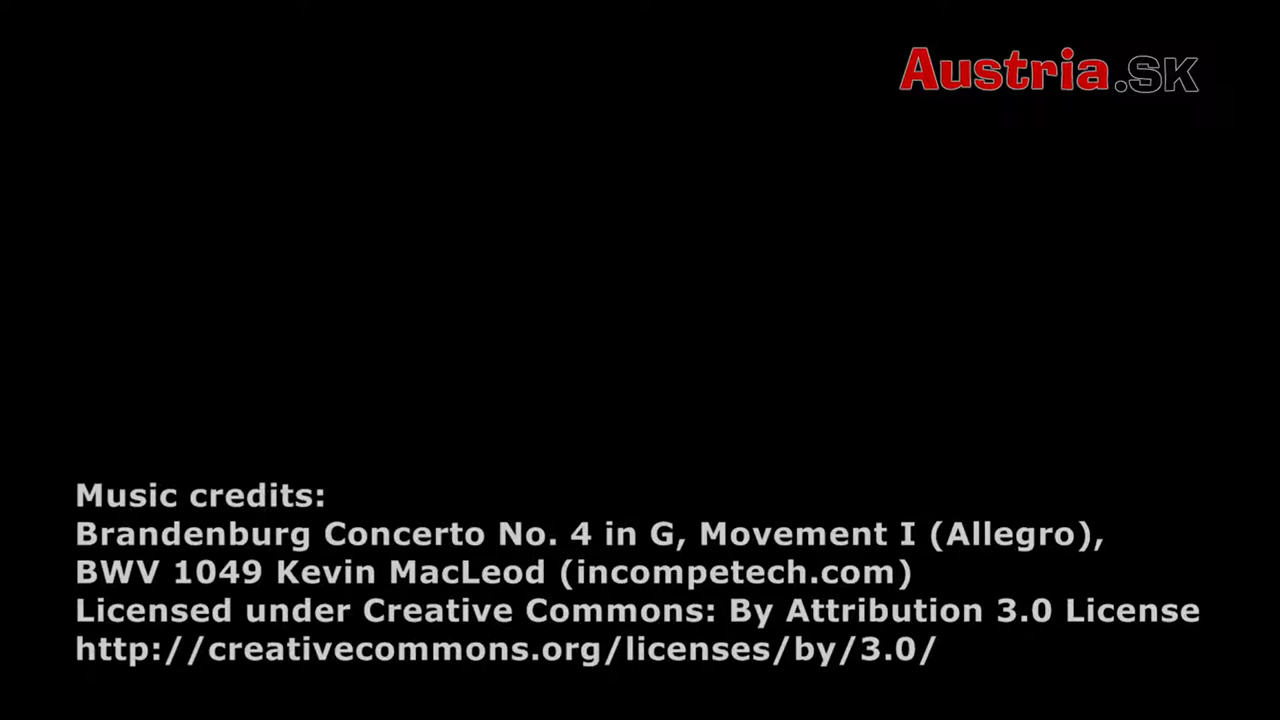 Austria.SK
Music credits:
Brandenburg Concerto No. 4 in G, Movement I (Allegro),
BWV 1049 Kevin MacLeod (incompetech.com)
Licensed under Creative Commons: By Attribution 3.0 License
http://creativecommons.org/licenses/by/3.0/